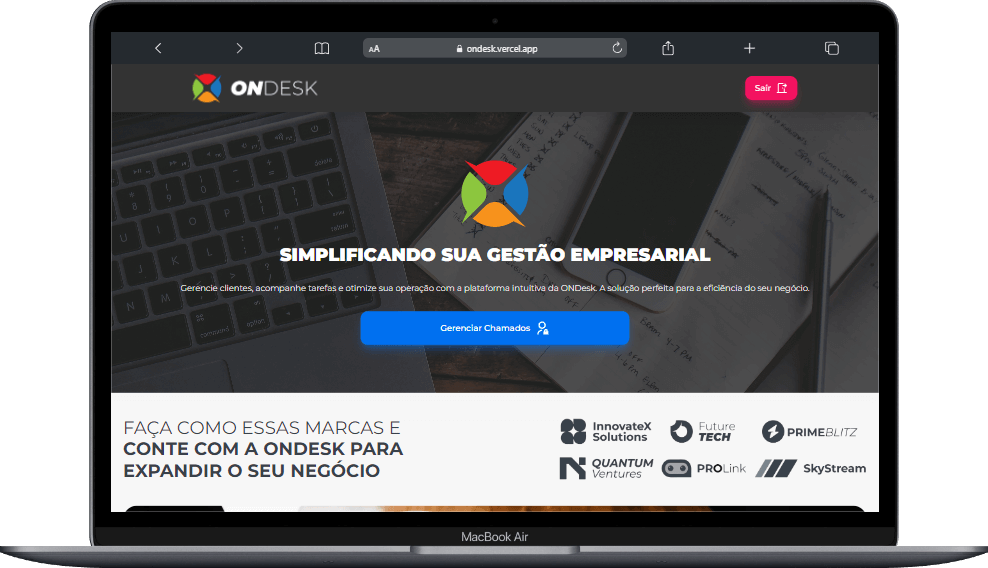 AA ondesk.vercel.app
ONDESK
Sair
SIMPLIFICANDO SUA GESTÃO EMPRESARIAL
Gerencie clientes, acompanhe tarefas e otimize sua operação com a plataforma intuitiva da ONDesk. A solução perfeita para a eficiência do seu negócio.
Gerenciar Chamados
FAÇA COMO ESSAS MARCAS E
CONTE COM A ONDESK PARA
EXPANDIR O SEU NEGÓCIO
InnovateX
Solutions
Future
TECH
PRIMEBLITZ
QUANTUM
Ventures
PROLink
SkyStream
MacBook Air